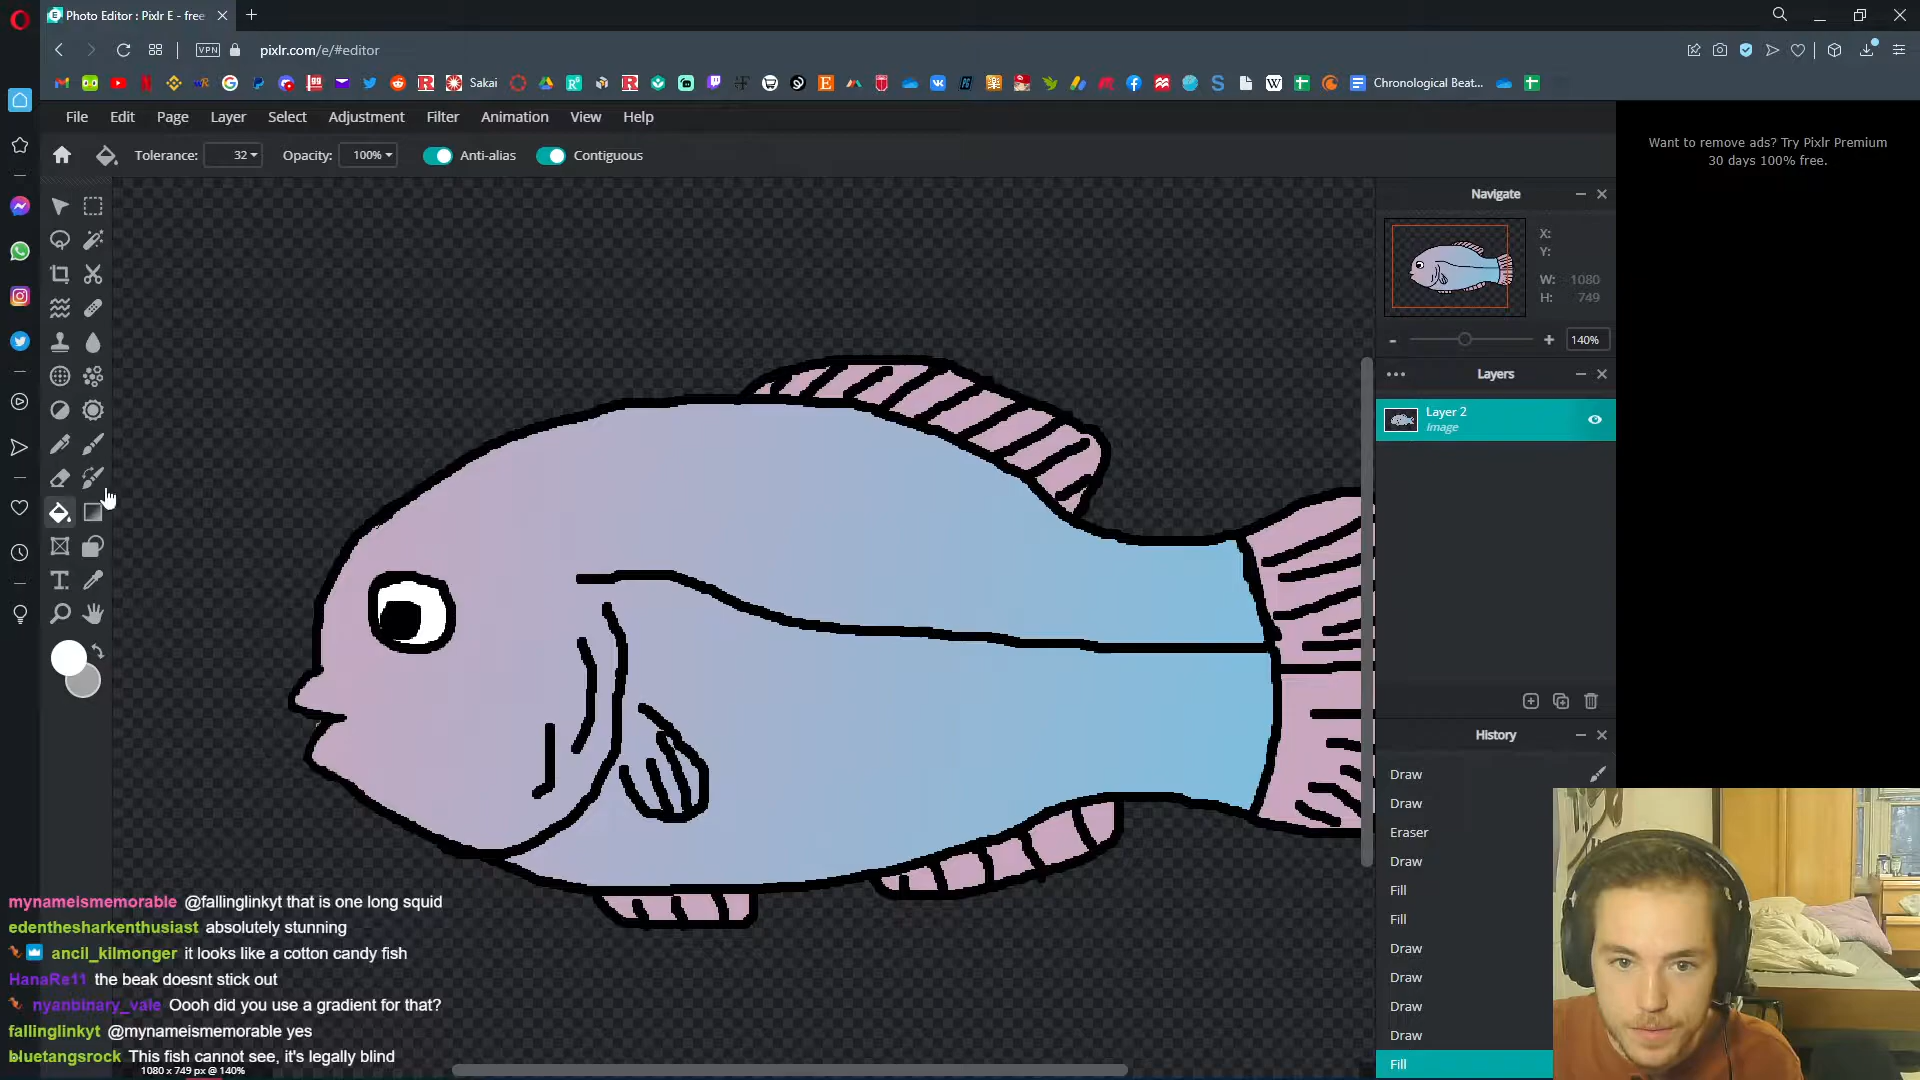 Photo Editor : Pixlr E - free
VPN
pixlr.com/e/#editor
Sakai
Chronological Beat...
File Edit Page Layer Select Adjustment Filter Animation View Help
Tolerance: 32 Opacity: 100% Anti-alias Contiguous
Want to remove ads? Try Pixlr Premium
30 days 100% free.
Navigate
X:
Y:
W: 1080
H: 749
140%
Layers
Layer 2
Image
History
Draw
Draw
Eraser
Draw
Fill
Fill
Draw
Draw
Draw
Draw
Fill
mynameismemorable @fallinglinkyt that is one long squid
edenthesharkenthusiast absolutely stunning
ancil_kilmonger it looks like a cotton candy fish
HanaRe11 the beak doesnt stick out
nyanbinary_vale Oooh did you use a gradient for that?
fallinglinkyt @mynameismemorable yes
bluetangsrock This fish cannot see, it's legally blind
1080 x 749 px @ 140%